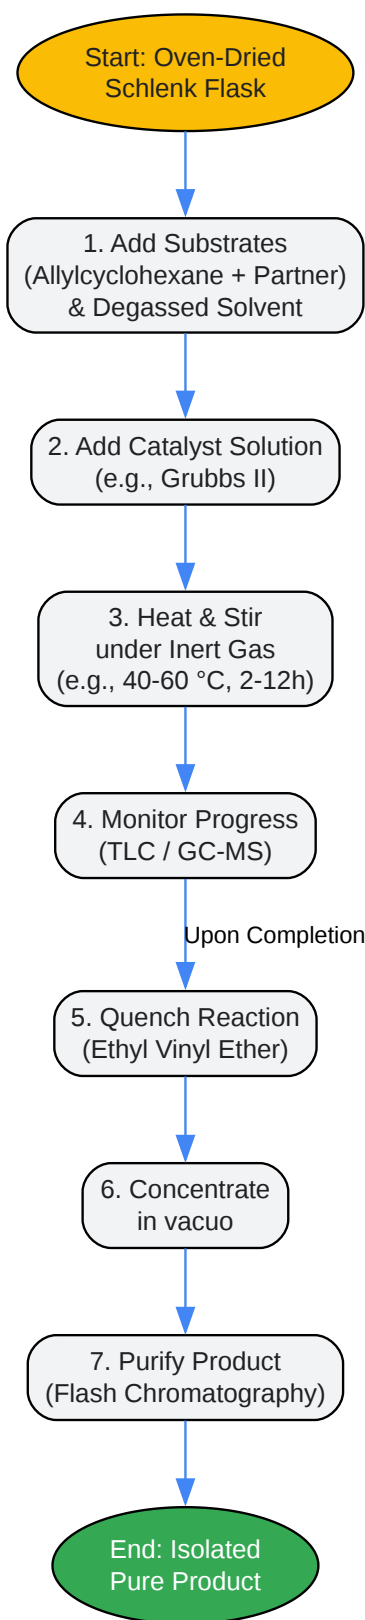 Start: Oven-Dried
Schlenk Flask
1. Add Substrates
(Allylcyclohexane + Partner)
& Degassed Solvent
2. Add Catalyst Solution
(e.g., Grubbs II)
3. Heat & Stir
under Inert Gas
(e.g., 40-60 °C, 2-12h)
4. Monitor Progress
(TLC / GC-MS)
Upon Completion
5. Quench Reaction
(Ethyl Vinyl Ether)
6. Concentrate
in vacuo
7. Purify Product
(Flash Chromatography)
End: Isolated
Pure Product